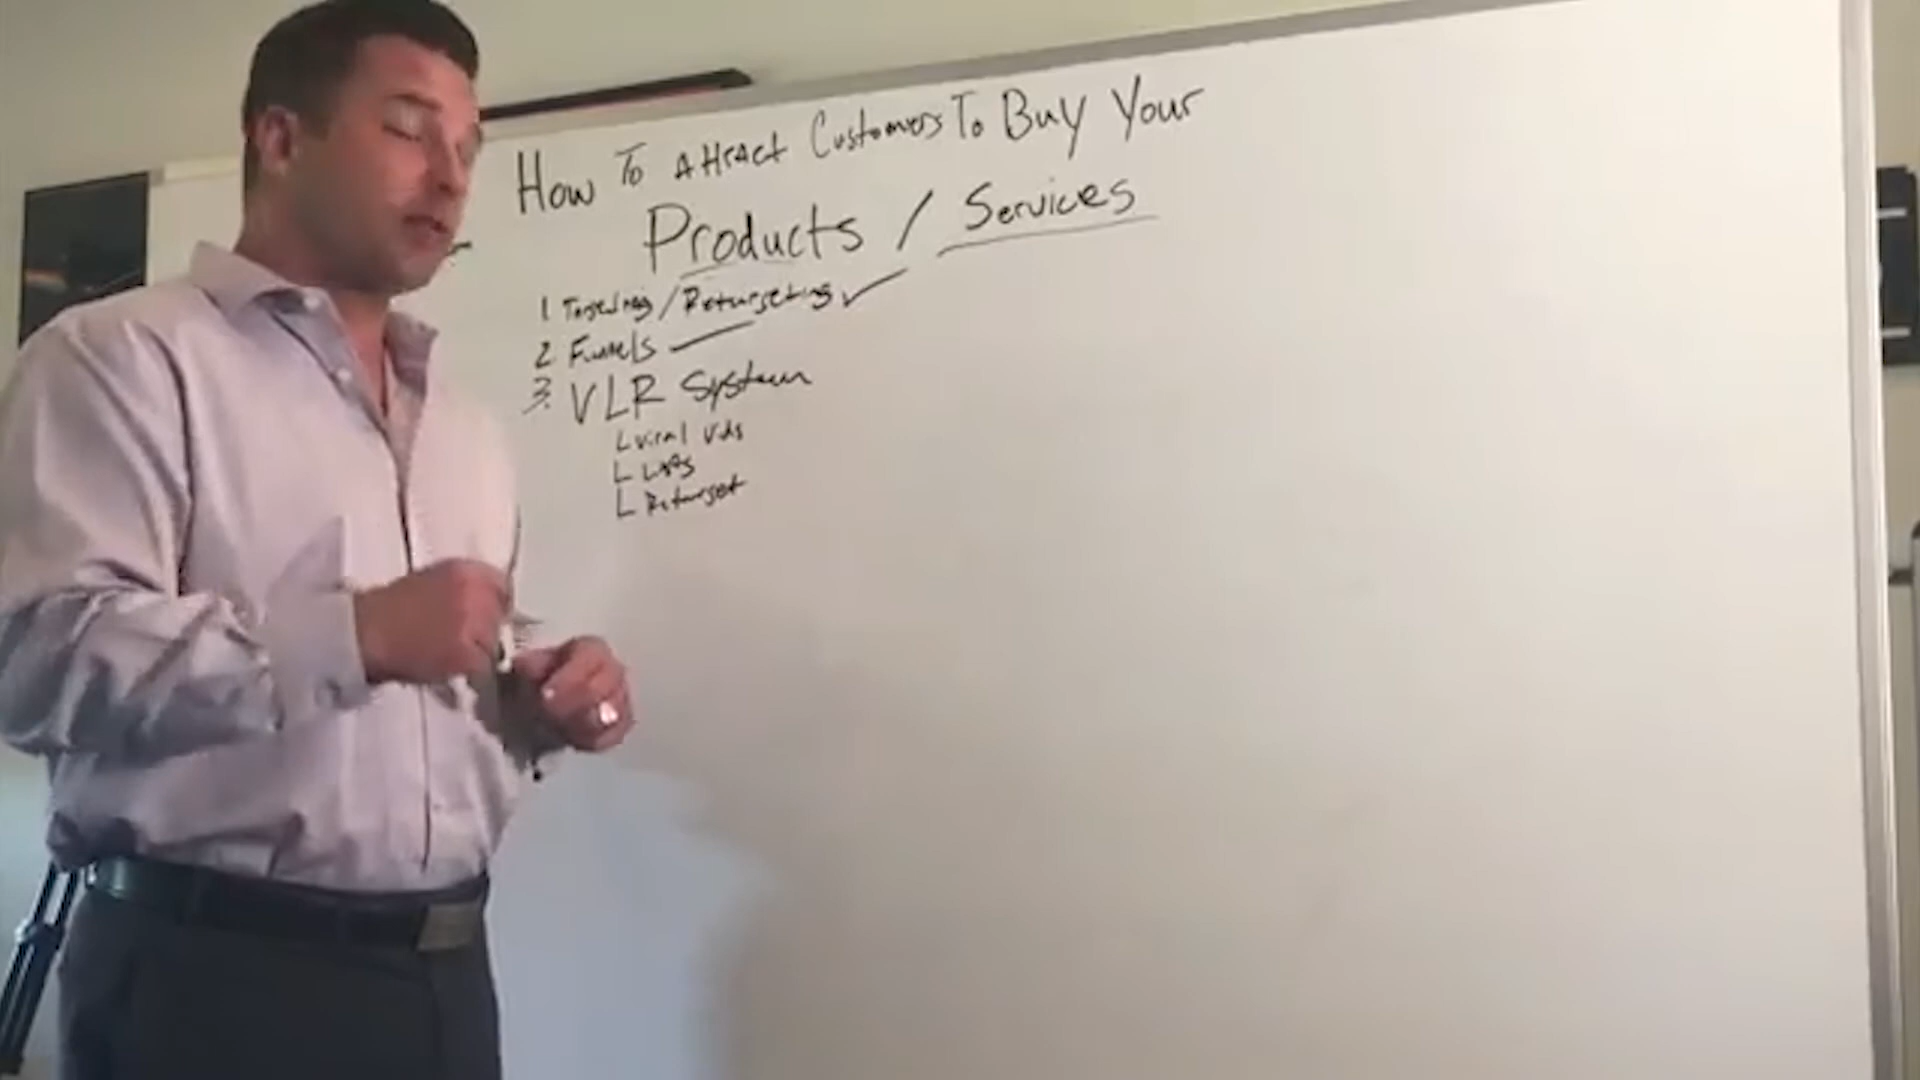 How To Attract Customers To Buy Your
Products / Services
1 Targeting / Retargeting
2 Funnels
3. VLR System
Viral Vids
LAPs
Retarget